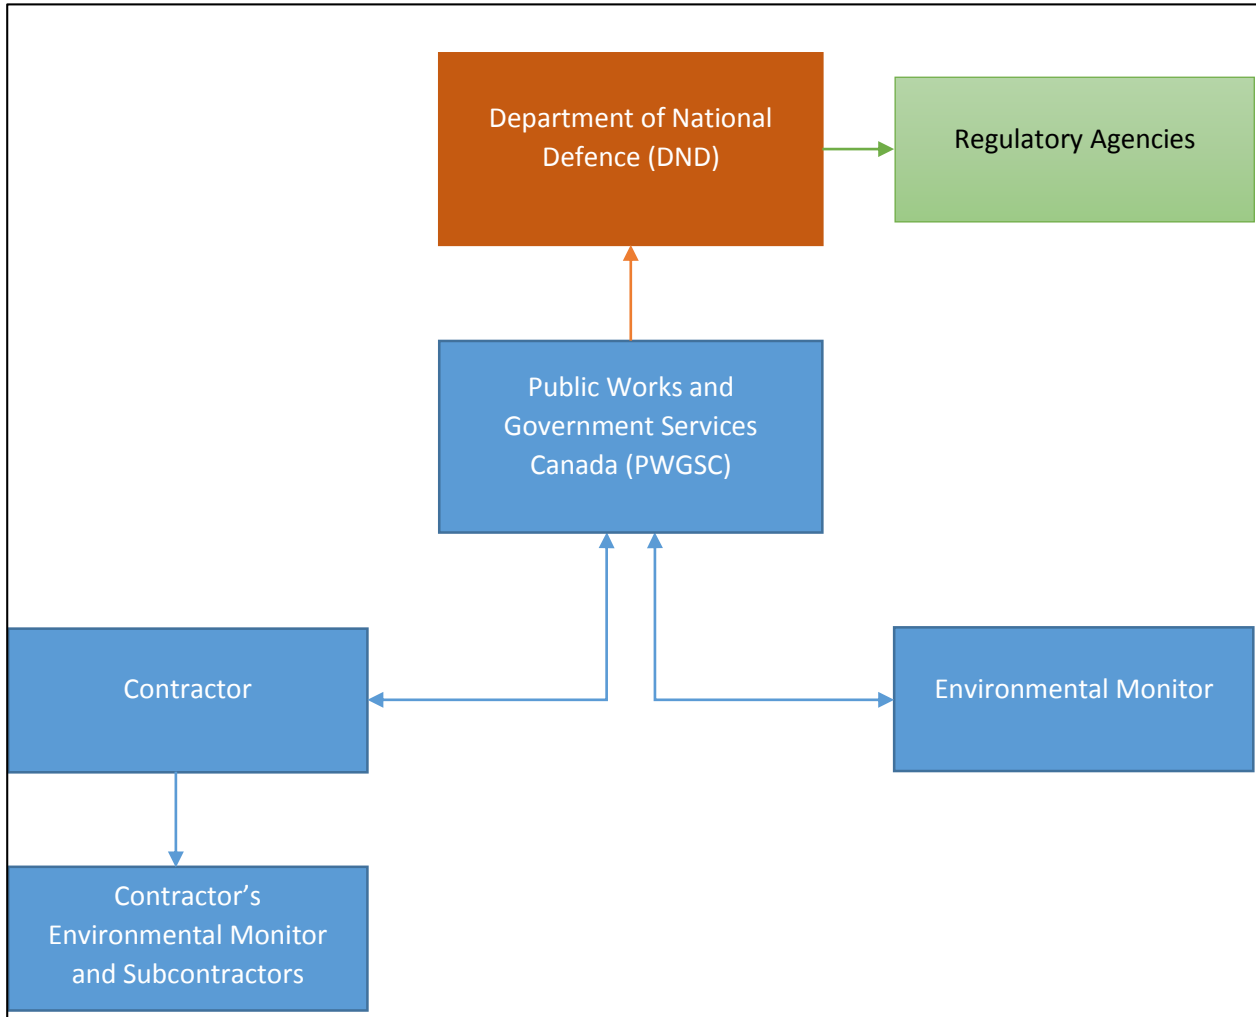 Department of National
Defence (DND)
Regulatory Agencies
Public Works and
Government Services
Canada (PWGSC)
Contractor
Environmental Monitor
Contractor’s
Environmental Monitor
and Subcontractors